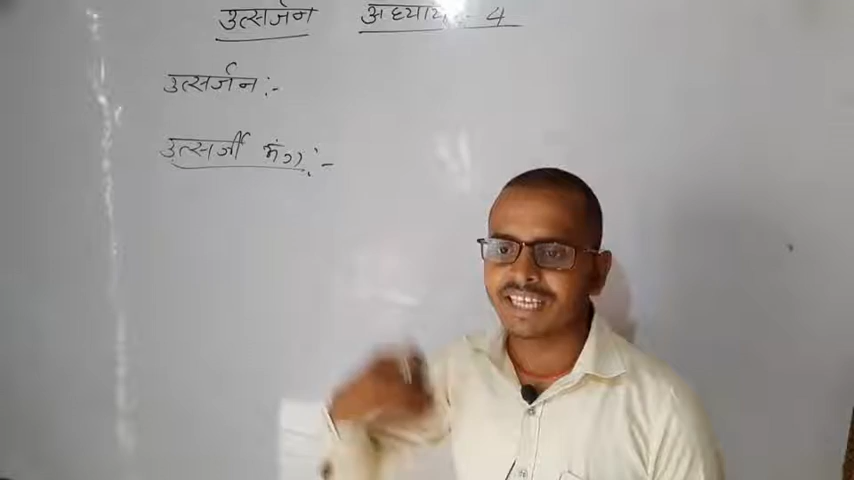 उत्सर्जन अध्याय - 4
उत्सर्जन :-
उत्सर्जी अंग :-